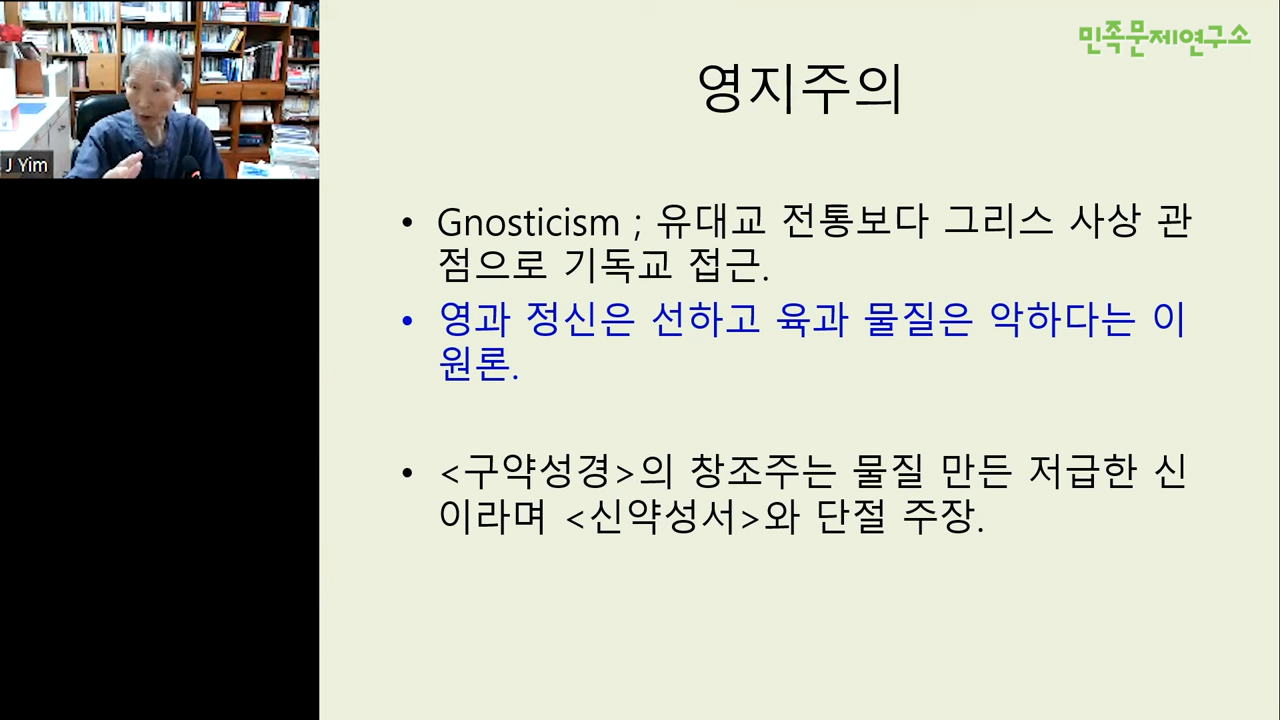 민족문제연구소
영지주의
J Yim
• Gnosticism ; 유대교 전통보다 그리스 사상 관
점으로 기독교 접근.
• 영과 정신은 선하고 육과 물질은 악하다는 이
원론.
• <구약성경>의 창조주는 물질 만든 저급한 신
이라며 <신약성서>와 단절 주장.